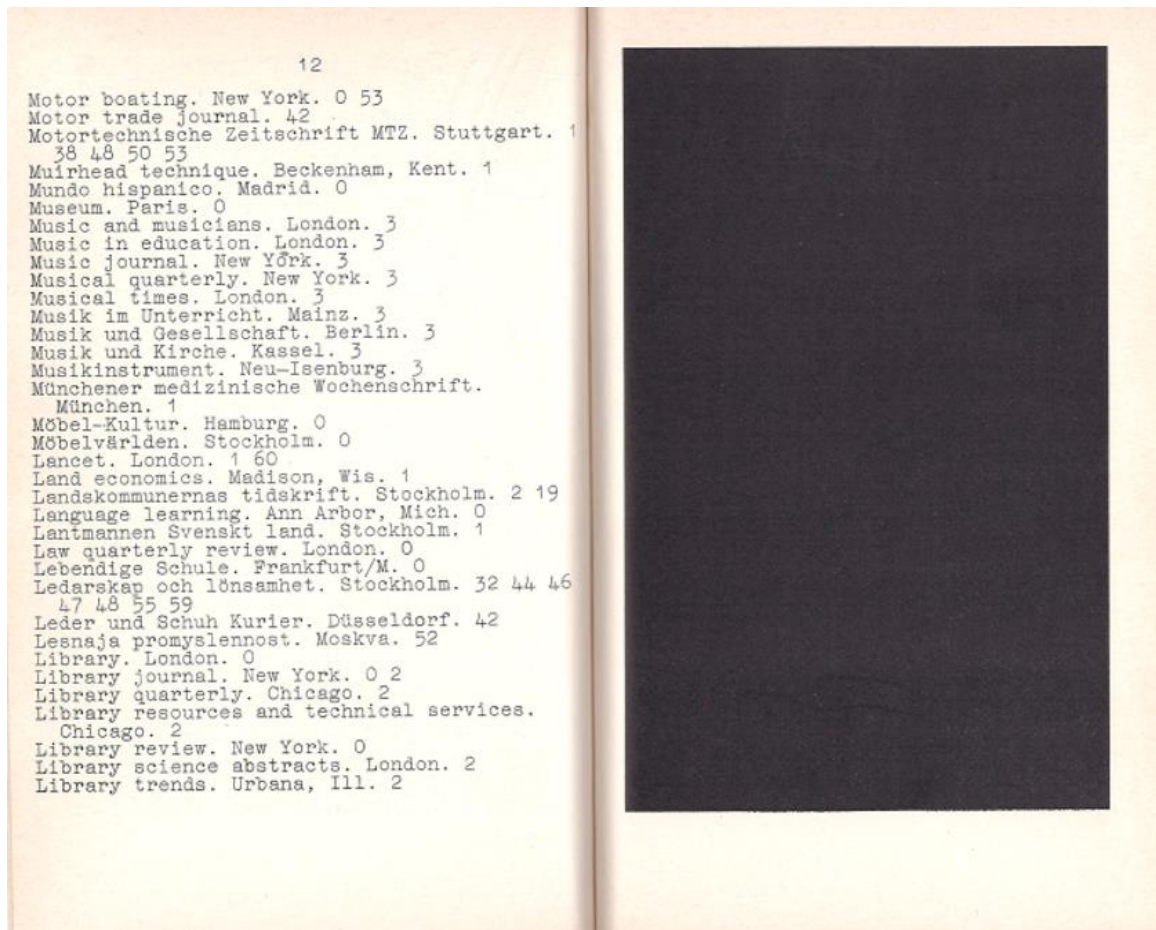 12
Motor boating. New York. 0 53
Motor trade journal. 42
Motortechnische Zeitschrift MTZ. Stuttgart. 1
38 48 50 53
Muirhead technique. Beckenham, Kent. 1
Mundo hispanico. Madrid. 0
Museum. Paris. 0
Music and musicians. London. 3
Music in education. London. 3
Music journal. New York. 3
Musical quarterly. New York. 3
Musical times. London. 3
Musik im Unterricht. Mainz. 3
Musik und Gesellschaft. Berlin. 3
Musik und Kirche. Kassel. 3
Musikinstrument. Neu-Isenburg. 3
Münchener medizinische Wochenschrift.
München. 1
Möbel-Kultur. Hamburg. 0
Möbelvärlden. Stockholm. 0
Lancet. London. 1 60
Land economics. Madison, Wis. 1
Landskommunernas tidskrift. Stockholm. 2 19
Language learning. Ann Arbor, Mich. 0
Lantmannen Svenskt land. Stockholm. 1
Law quarterly review. London. 0
Lebendige Schule. Frankfurt/M. 0
Ledarskap och lönsamhet. Stockholm. 32 44 46
47 48 55 59
Leder und Schuh Kurier. Düsseldorf. 42
Lesnaja promyslennost. Moskva. 52
Library. London. 0
Library journal. New York. 0 2
Library quarterly. Chicago. 2
Library resources and technical services.
Chicago. 2
Library review. New York. 0
Library science abstracts. London. 2
Library trends. Urbana, Ill. 2